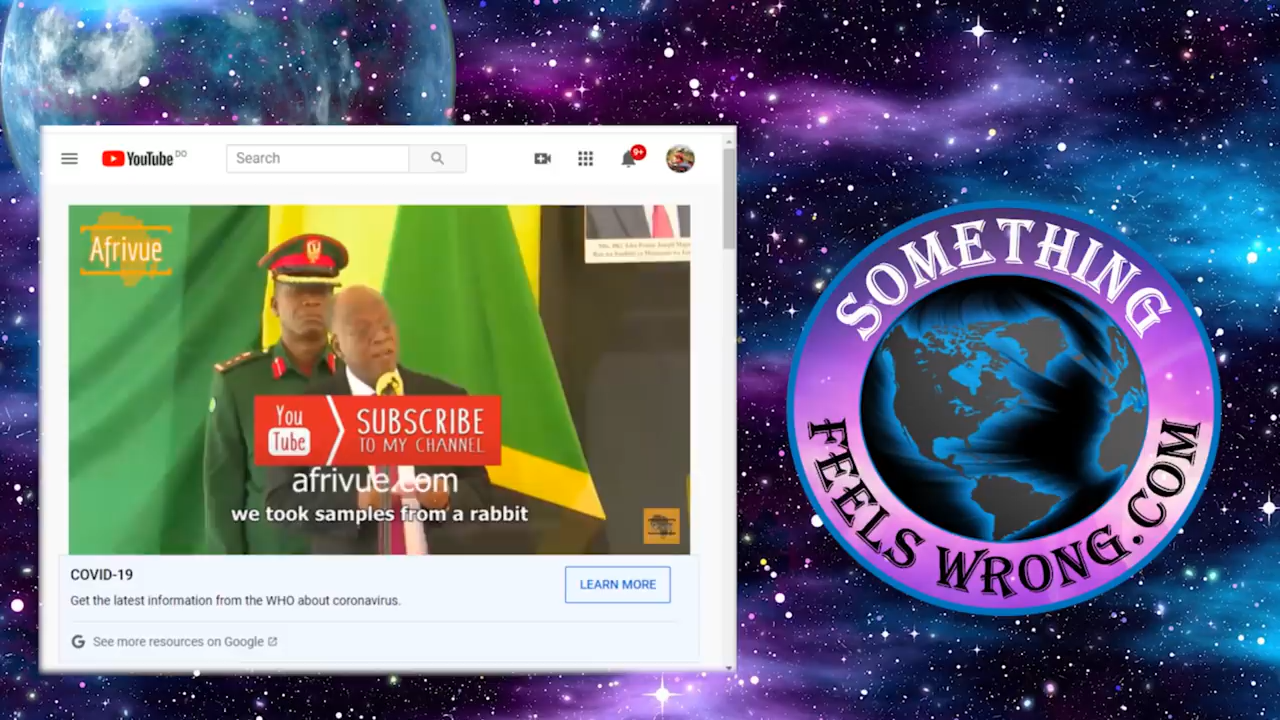 YouTube DO
Search
9+
Afrivue
You
Tube
SUBSCRIBE
TO MY CHANNEL
afrivue.com
we took samples from a rabbit
COVID-19
Get the latest information from the WHO about coronavirus.
LEARN MORE
See more resources on Google
SOMETHING
FEELS WRONG.COM